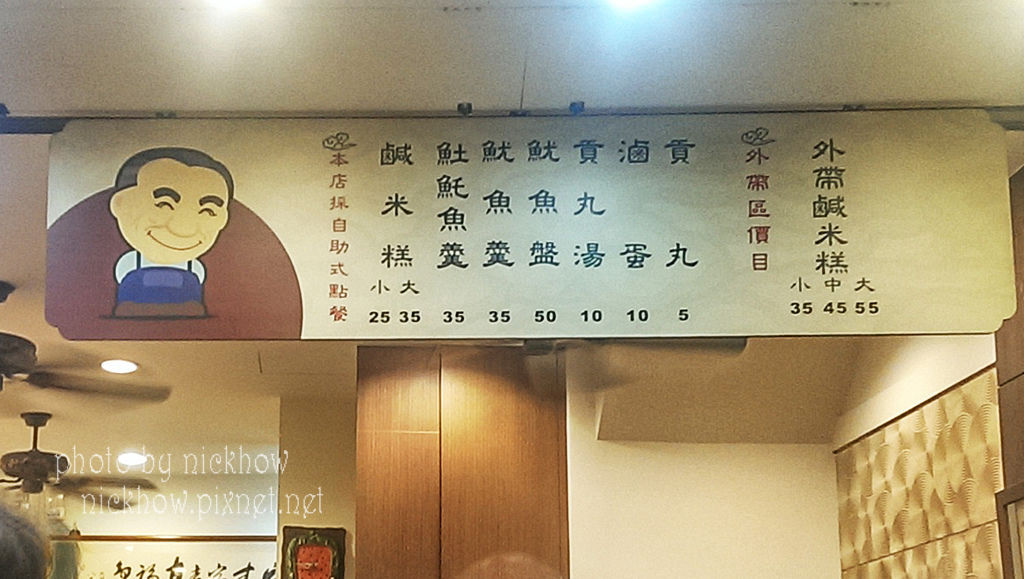 本店採自助式點餐
鹹米糕
小 大
25 35
𩵚魠魚羹
35
魷魚羹
35
魷魚盤
50
貢丸湯
10
滷蛋
10
貢丸
5
外帶區價目
外帶鹹米糕
小 中 大
35 45 55
photo by nickhow
nickhow.pixnet.net